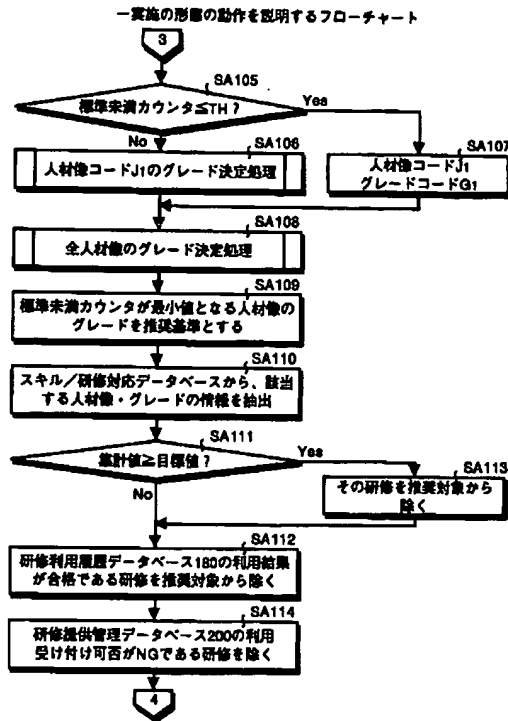 一実施の形態の動作を説明するフローチャート
3
SA105
標準未満カウンタ≦TH?
Yes
No
SA106
人材像コードJ1のグレード決定処理
SA107
人材像コードJ1
グレードコードG1
SA108
全人材像のグレード決定処理
SA109
標準未満カウンタが最小値となる人材像の
グレードを推奨基準とする
SA110
スキル/研修対応データベースから、該当
する人材像・グレードの情報を抽出
SA111
集計値≧目標値?
Yes
No
SA113
その研修を推奨対象から
除く
SA112
研修利用履歴データベース180の利用結果
が合格である研修を推奨対象から除く
SA114
研修提供管理データベース200の利用
受け付け可否がNGである研修を除く
4